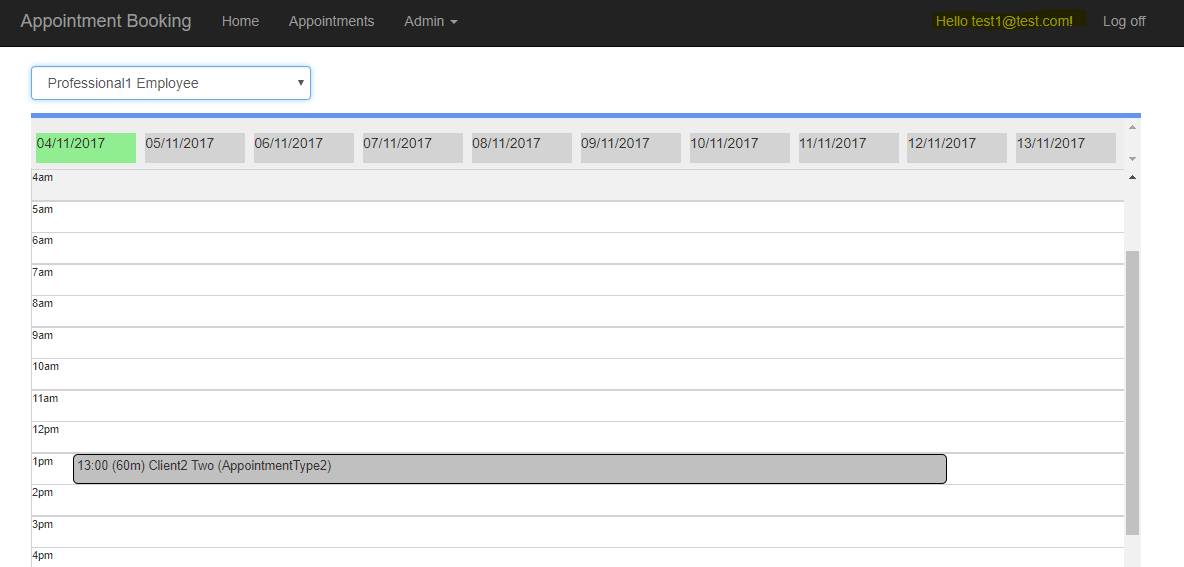 Appointment Booking Home Appointments Admin Hello test1@test.com! Log off
Professional1 Employee
04/11/2017 05/11/2017 06/11/2017 07/11/2017 08/11/2017 09/11/2017 10/11/2017 11/11/2017 12/11/2017 13/11/2017
4am
5am
6am
7am
8am
9am
10am
11am
12pm
1pm 13:00 (60m) Client2 Two (AppointmentType2)
2pm
3pm
4pm